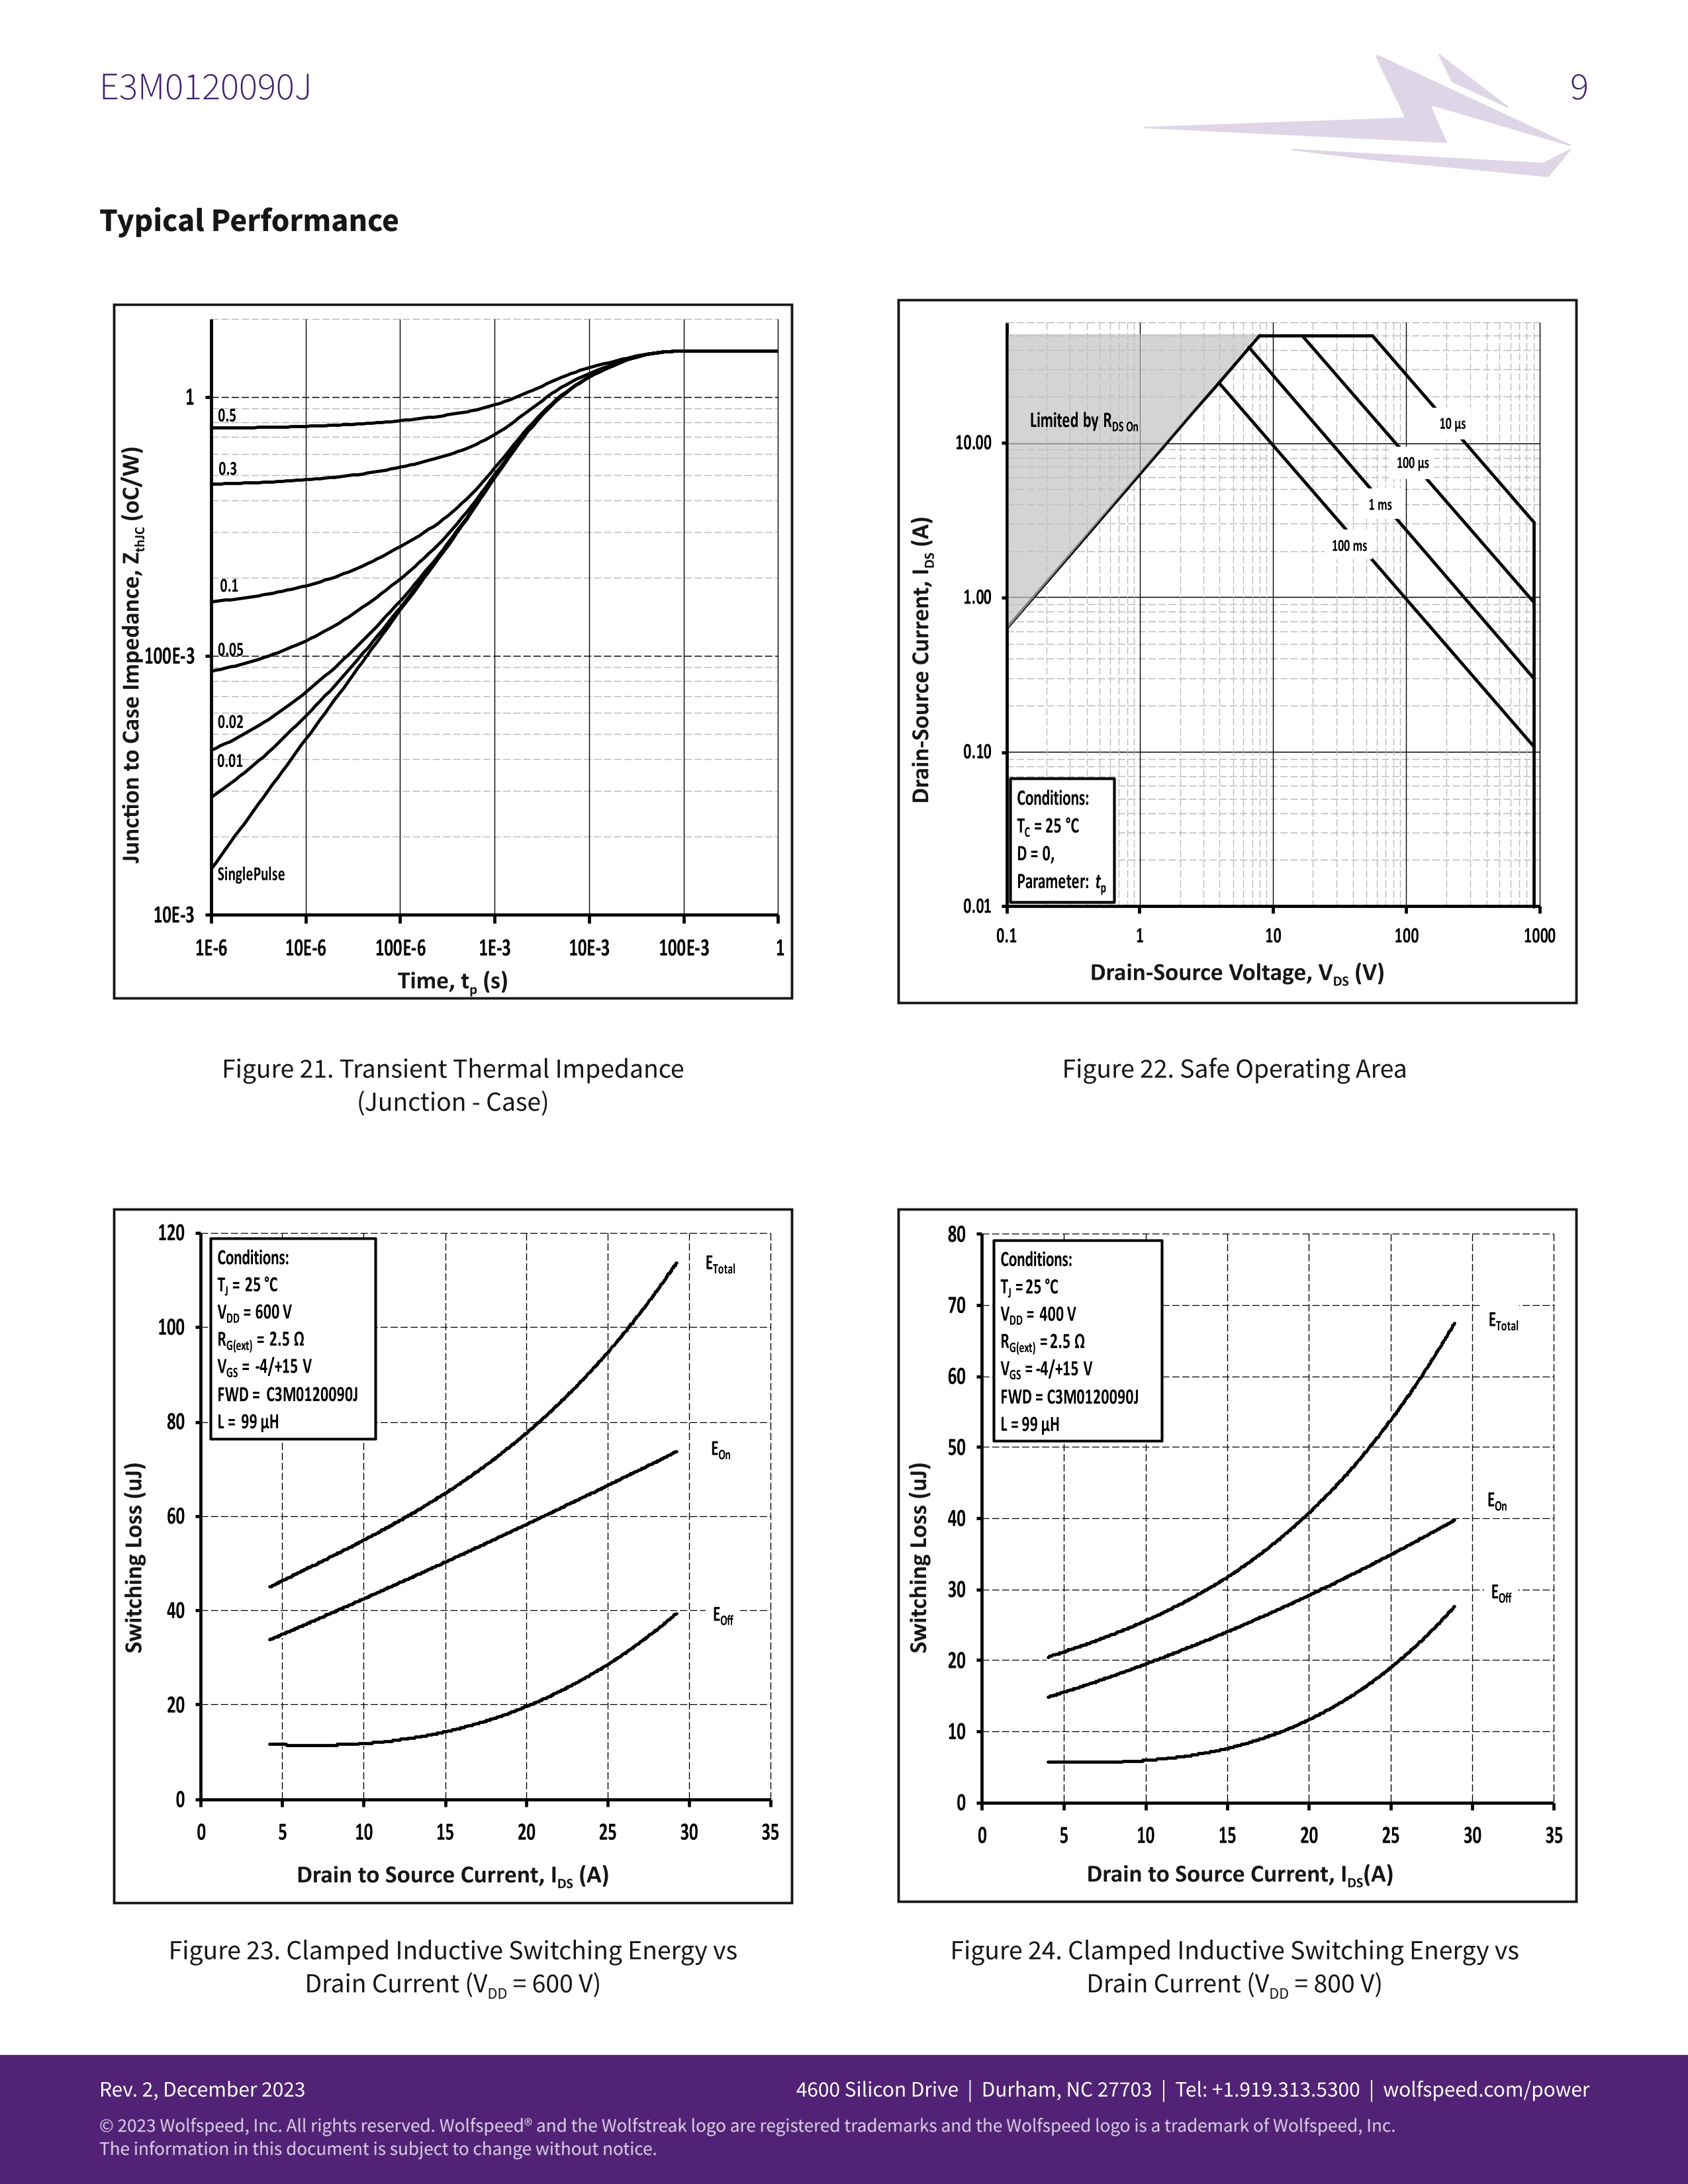 E3M0120090J
9
Typical Performance
Junction to Case Impedance, ZthJC (oC/W)
1
100E-3
10E-3
0.5
0.3
0.1
0.05
0.02
0.01
SinglePulse
1E-6 10E-6 100E-6 1E-3 10E-3 100E-3 1
Time, tp (s)
Figure 21. Transient Thermal Impedance
(Junction - Case)
Drain-Source Current, IDS (A)
10.00
1.00
0.10
0.01
Limited by RDS On
10 µs
100 µs
1 ms
100 ms
Conditions:
TC = 25 °C
D = 0,
Parameter: tp
0.1 1 10 100 1000
Drain-Source Voltage, VDS (V)
Figure 22. Safe Operating Area
Switching Loss (uJ)
120
100
80
60
40
20
0
Conditions:
TJ = 25 °C
VDD = 600 V
RG(ext) = 2.5 Ω
VGS = -4/+15 V
FWD = C3M0120090J
L = 99 µH
ETotal
EOn
EOff
0 5 10 15 20 25 30 35
Drain to Source Current, IDS (A)
Figure 23. Clamped Inductive Switching Energy vs
Drain Current (VDD = 600 V)
Switching Loss (uJ)
80
70
60
50
40
30
20
10
0
Conditions:
TJ = 25 °C
VDD = 400 V
RG(ext) = 2.5 Ω
VGS = -4/+15 V
FWD = C3M0120090J
L = 99 µH
ETotal
EOn
EOff
0 5 10 15 20 25 30 35
Drain to Source Current, IDS(A)
Figure 24. Clamped Inductive Switching Energy vs
Drain Current (VDD = 800 V)
Rev. 2, December 2023
4600 Silicon Drive | Durham, NC 27703 | Tel: +1.919.313.5300 | wolfspeed.com/power
© 2023 Wolfspeed, Inc. All rights reserved. Wolfspeed® and the Wolfstreak logo are registered trademarks and the Wolfspeed logo is a trademark of Wolfspeed, Inc.
The information in this document is subject to change without notice.